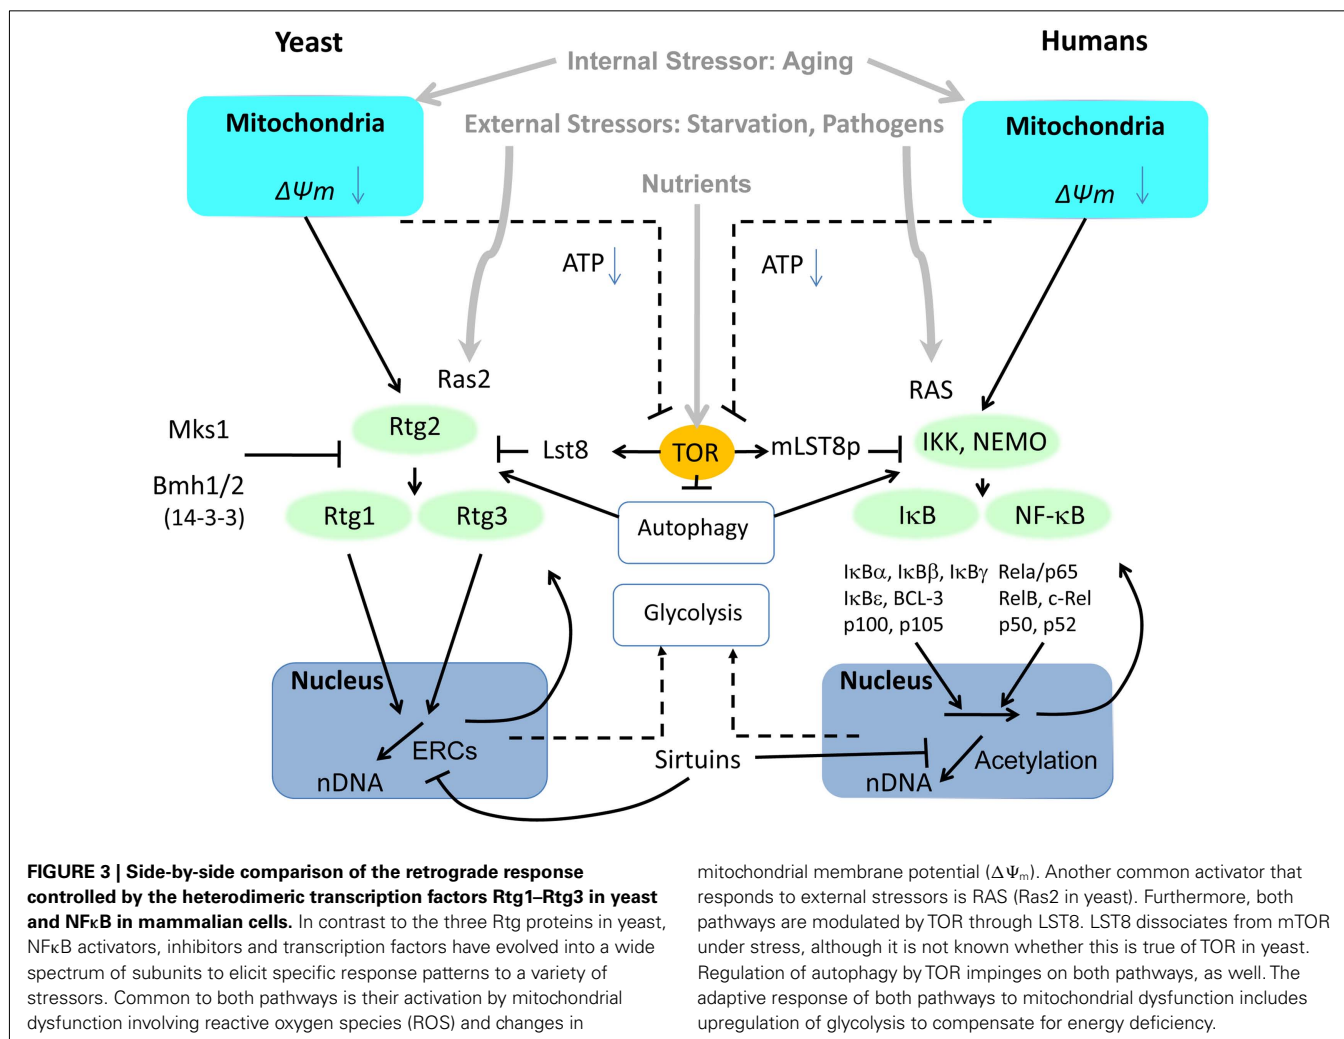 Yeast
Humans
Internal Stressor: Aging
Mitochondria
External Stressors: Starvation, Pathogens
Mitochondria
ΔΨm
Nutrients
ΔΨm
ATP
ATP
Ras2
RAS
Mks1
Rtg2
Lst8
TOR
mLST8p
IKK, NEMO
Bmh1/2
(14-3-3)
Rtg1
Rtg3
Autophagy
IκB
NF-κB
IκBα, IκBβ, IκBγ
Rela/p65
IκBε, BCL-3
RelB, c-Rel
p100, p105
p50, p52
Glycolysis
Nucleus
Nucleus
ERCs
nDNA
Sirtuins
Acetylation
nDNA
FIGURE 3 | Side-by-side comparison of the retrograde response
controlled by the heterodimeric transcription factors Rtg1–Rtg3 in yeast
and NFκB in mammalian cells. In contrast to the three Rtg proteins in yeast,
NFκB activators, inhibitors and transcription factors have evolved into a wide
spectrum of subunits to elicit specific response patterns to a variety of
stressors. Common to both pathways is their activation by mitochondrial
dysfunction involving reactive oxygen species (ROS) and changes in
mitochondrial membrane potential (ΔΨm). Another common activator that
responds to external stressors is RAS (Ras2 in yeast). Furthermore, both
pathways are modulated by TOR through LST8. LST8 dissociates from mTOR
under stress, although it is not known whether this is true of TOR in yeast.
Regulation of autophagy by TOR impinges on both pathways, as well. The
adaptive response of both pathways to mitochondrial dysfunction includes
upregulation of glycolysis to compensate for energy deficiency.